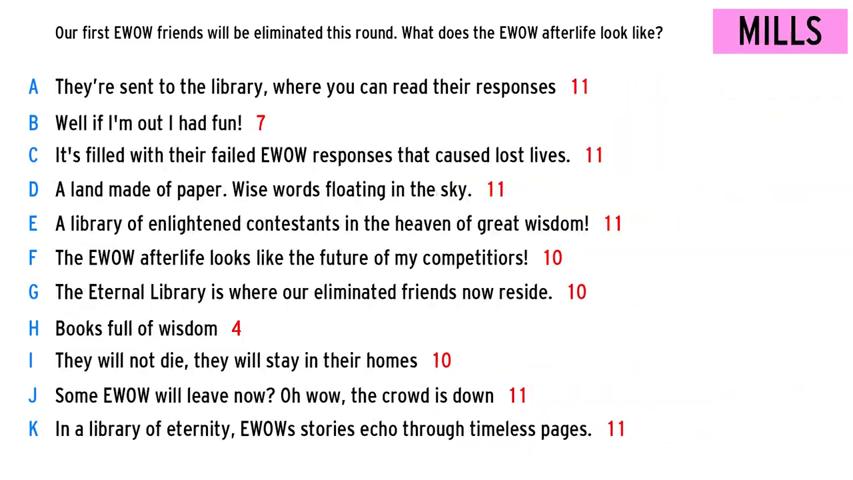 Our first EWOW friends will be eliminated this round. What does the EWOW afterlife look like?
MILLS
A They're sent to the library, where you can read their responses 11
B Well if I'm out I had fun! 7
C It's filled with their failed EWOW responses that caused lost lives. 11
D A land made of paper. Wise words floating in the sky. 11
E A library of enlightened contestants in the heaven of great wisdom! 11
F The EWOW afterlife looks like the future of my competitiors! 10
G The Eternal Library is where our eliminated friends now reside. 10
H Books full of wisdom 4
I They will not die, they will stay in their homes 10
J Some EWOW will leave now? Oh wow, the crowd is down 11
K In a library of eternity, EWOWs stories echo through timeless pages. 11